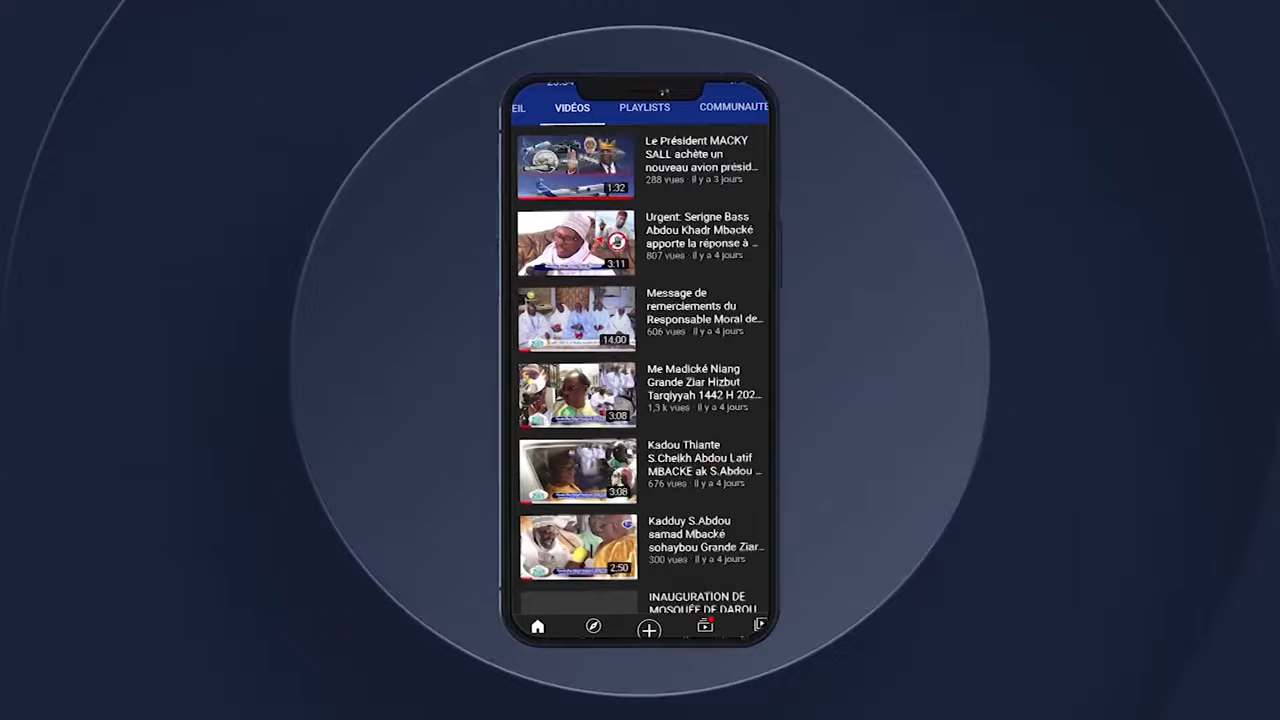 EIL VIDÉOS PLAYLISTS COMMUNAUTÉ
Le Président MACKY
SALL achète un
nouveau avion présid...
288 vues · il y a 3 jours
1:32
Urgent: Serigne Bass
Abdou Khadr Mbacké
apporte la réponse à ...
807 vues · il y a 4 jours
3:11
Message de
remerciements du
Responsable Moral de...
606 vues · il y a 4 jours
14:00
Me Madické Niang
Grande Ziar Hizbut
Tarqiyyah 1442 H 202...
1,3 k vues · il y a 4 jours
3:08
Kadou Thiante
S.Cheikh Abdou Latif
MBACKE ak S.Abdou ...
676 vues · il y a 4 jours
3:08
Kadduy S.Abdou
samad Mbacké
sohaybou Grande Ziar...
300 vues · il y a 4 jours
2:50
INAUGURATION DE
MOSQUÉE DE DAROU